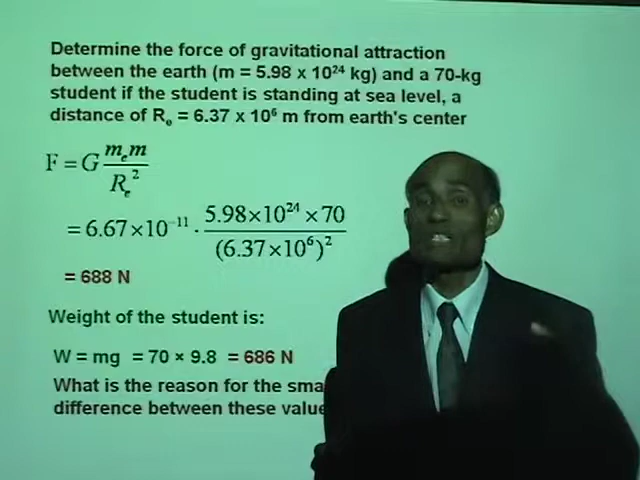 Determine the force of gravitational attraction
between the earth (m = 5.98 x 10²⁴ kg) and a 70-kg
student if the student is standing at sea level, a
distance of Rₑ = 6.37 x 10⁶ m from earth's center
F = G mₑm / Rₑ²
= 6.67×10⁻¹¹ · 5.98×10²⁴×70 / (6.37×10⁶)²
= 688 N
Weight of the student is:
W = mg = 70 × 9.8 = 686 N
What is the reason for the
difference between these